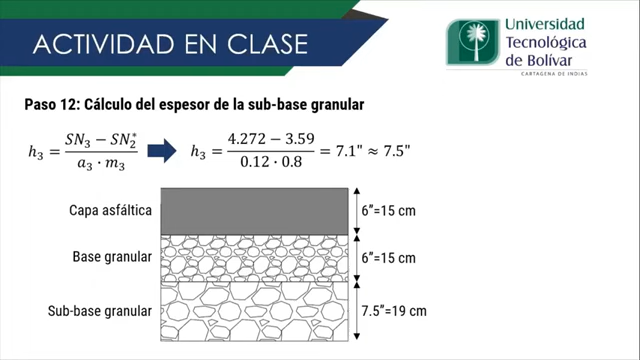 ACTIVIDAD EN CLASE
Universidad
Tecnológica
de Bolívar
CARTAGENA DE INDIAS
Paso 12: Cálculo del espesor de la sub-base granular
h₃ = (SN₃ − SN₂*) / (a₃ · m₃)
h₃ = (4.272 − 3.59) / (0.12 · 0.8) = 7.1" ≈ 7.5"
Capa asfáltica 6”=15 cm
Base granular 6”=15 cm
Sub-base granular 7.5”=19 cm